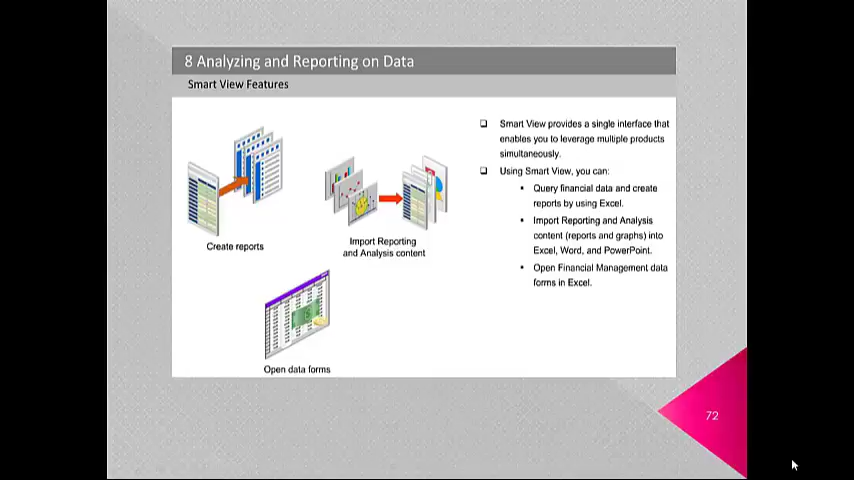 8 Analyzing and Reporting on Data
Smart View Features
Create reports
Import Reporting
and Analysis content
Open data forms
❑ Smart View provides a single interface that
enables you to leverage multiple products
simultaneously.
❑ Using Smart View, you can:
▪ Query financial data and create
reports by using Excel.
▪ Import Reporting and Analysis
content (reports and graphs) into
Excel, Word, and PowerPoint.
▪ Open Financial Management data
forms in Excel.
72